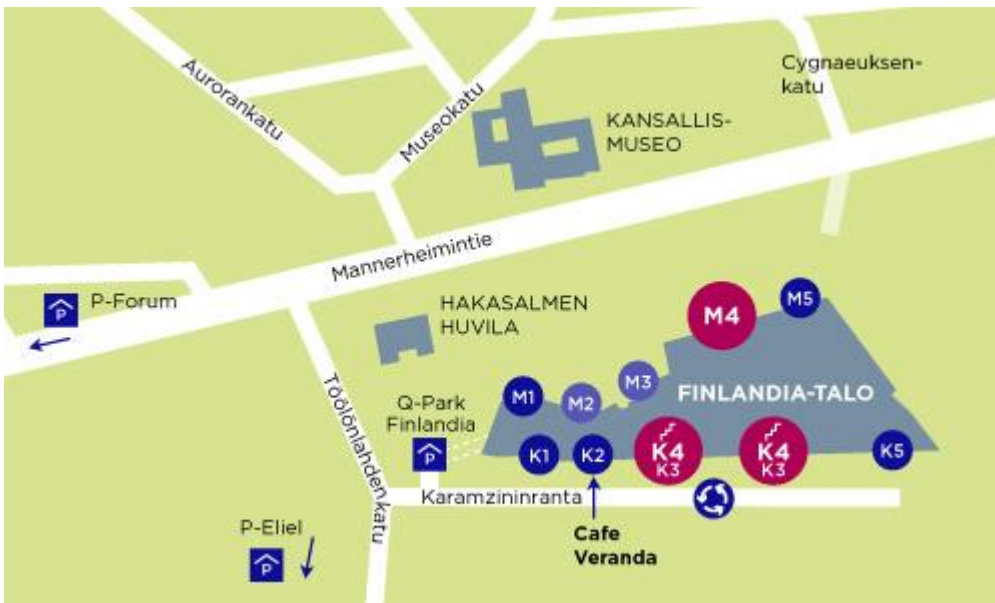 Aurorankatu
Museokatu
Cygnaeuksen-
katu
KANSALLIS-
MUSEO
Mannerheimintie
P-Forum
P
HAKASALMEN
HUVILA
M5
M4
M3
M1
M2
FINLANDIA-TALO
Q-Park
Finlandia
P
K1
K2
K4
K3
K4
K3
K5
Töölönlahdenkatu
Karamzininranta
Cafe
Veranda
P-Eliel
P